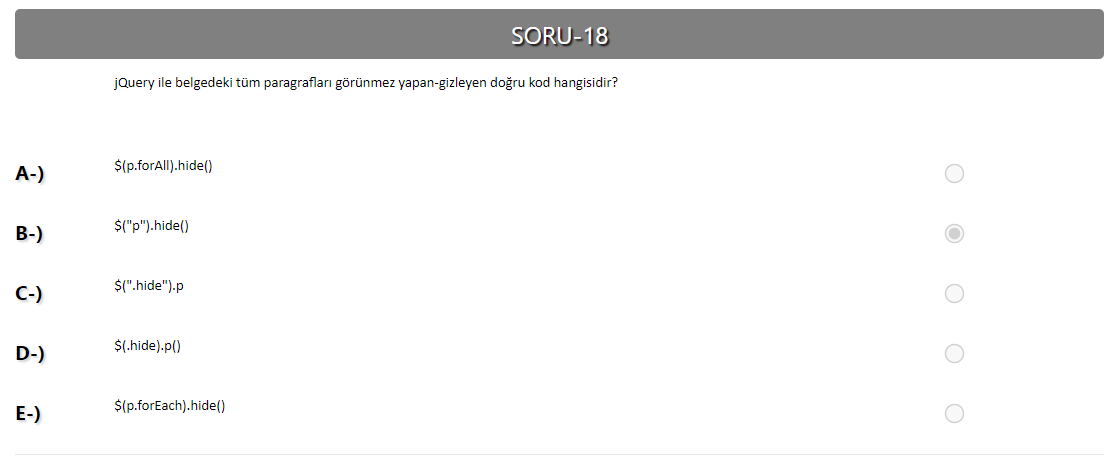 SORU-18
jQuery ile belgedeki tüm paragrafları görünmez yapan-gizleyen doğru kod hangisidir?
A-) $(p.forAll).hide()
B-) $("p").hide()
C-) $(".hide").p
D-) $(.hide).p()
E-) $(p.forEach).hide()